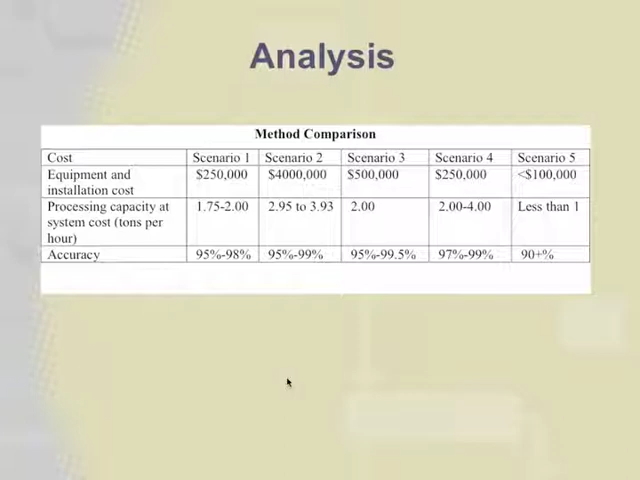 Analysis
Method Comparison
Cost Scenario 1 Scenario 2 Scenario 3 Scenario 4 Scenario 5
Equipment and installation cost $250,000 $4000,000 $500,000 $250,000 <$100,000
Processing capacity at system cost (tons per hour) 1.75-2.00 2.95 to 3.93 2.00 2.00-4.00 Less than 1
Accuracy 95%-98% 95%-99% 95%-99.5% 97%-99% 90+%